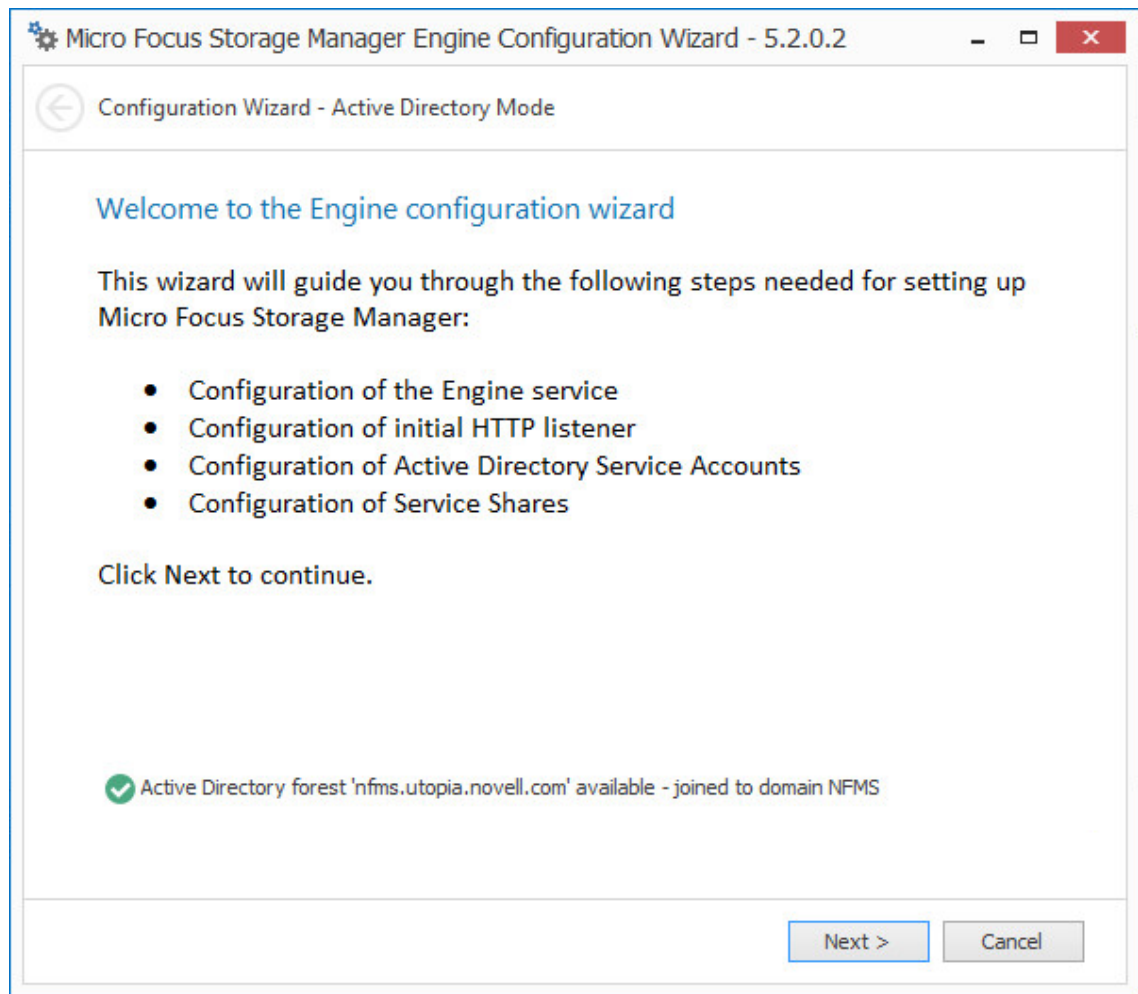 Micro Focus Storage Manager Engine Configuration Wizard - 5.2.0.2
Configuration Wizard - Active Directory Mode
Welcome to the Engine configuration wizard
This wizard will guide you through the following steps needed for setting up
Micro Focus Storage Manager:
• Configuration of the Engine service
• Configuration of initial HTTP listener
• Configuration of Active Directory Service Accounts
• Configuration of Service Shares
Click Next to continue.
Active Directory forest 'nfms.utopia.novell.com' available - joined to domain NFMS
Next >
Cancel